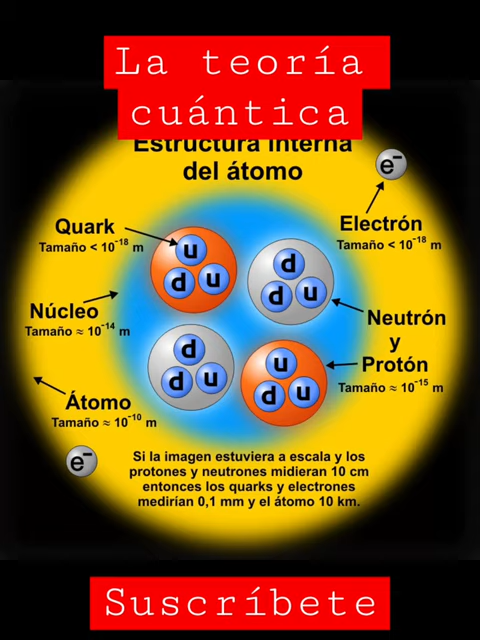 La teoría
cuántica
Estructura interna
del átomo
e⁻
Quark
Tamaño < 10⁻¹⁸ m
Electrón
Tamaño < 10⁻¹⁸ m
u
d u
d
d u
Núcleo
Tamaño ≈ 10⁻¹⁴ m
Neutrón
y
Protón
Tamaño ≈ 10⁻¹⁵ m
d
d u
u
d u
Átomo
Tamaño ≈ 10⁻¹⁰ m
e⁻
Si la imagen estuviera a escala y los
protones y neutrones midieran 10 cm
entonces los quarks y electrones
medirían 0,1 mm y el átomo 10 km.
Suscríbete